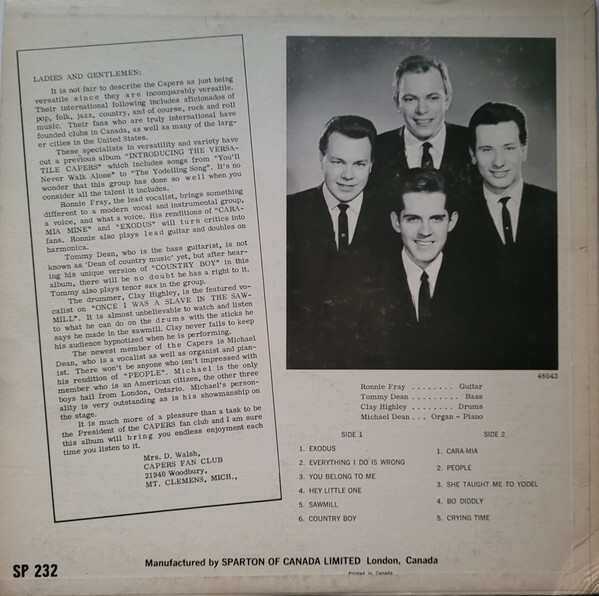 LADIES AND GENTLEMEN:
It is not fair to describe the Capers as just being
versatile since they are incomparably versatile.
Their international following includes aficionados of
pop, folk, jazz, country, and of course, rock and roll
music. Their fans who are truly international have
founded clubs in Canada, as well as many of the larg-
er cities in the United States.
These specialists in versatility and variety have
cut a previous album "INTRODUCING THE VERSA-
TILE CAPERS" which includes songs from "You'll
Never Walk Alone" to "The Yodelling Song". It's no
wonder that this group has done so well when you
consider all the talent it includes.
Ronnie Fray, the lead vocalist, brings something
different to a modern vocal and instrumental group,
a voice, and what a voice. His renditions of "CARA-
MIA MINE" and "EXODUS" will turn critics into
fans. Ronnie also plays lead guitar and doubles on
harmonica.
Tommy Dean, who is the bass guitarist, is not
known as 'Dean of country music' yet, but after hear-
ing his unique version of "COUNTRY BOY" in this
album, there will be no doubt he has a right to it.
Tommy also plays tenor sax in the group.
The drummer, Clay Highley, is the featured vo-
calist on "ONCE I WAS A SLAVE IN THE SAW-
MILL". It is almost unbelievable to watch and listen
to what he can do on the drums with the sticks he
says he made in the sawmill. Clay never fails to keep
his audience hypnotized when he is performing.
The newest member of the Capers is Michael
Dean, who is a vocalist as well as organist and pian-
ist. There won't be anyone who isn't impressed with
his rendition of "PEOPLE". Michael is the only
member who is an American citizen, the other three
boys hail from London, Ontario. Michael's person-
ality is very outstanding as is his showmanship on
the stage.
It is much more of a pleasure than a task to be
the President of the CAPERS fan club and I am sure
this album will bring you endless enjoyment each
time you listen to it.
Mrs. D. Walsh,
CAPERS FAN CLUB
21940 Woodbury,
MT. CLEMENS, MICH.,
48043
Ronnie Fray ........ Guitar
Tommy Dean ......... Bass
Clay Highley ........ Drums
Michael Dean ... Organ - Piano
SIDE 1
1. EXODUS
2. EVERYTHING I DO IS WRONG
3. YOU BELONG TO ME
4. HEY LITTLE ONE
5. SAWMILL
6. COUNTRY BOY
SIDE 2
1. CARA-MIA
2. PEOPLE
3. SHE TAUGHT ME TO YODEL
4. BO DIDDLY
5. CRYING TIME
SP 232
Manufactured by SPARTON OF CANADA LIMITED London, Canada
Printed in Canada